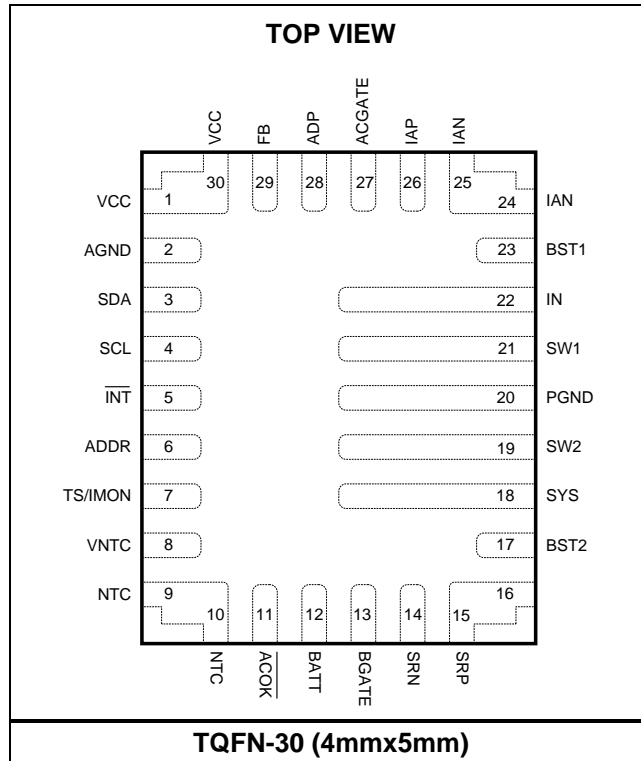 TOP VIEW
VCC
FB
ADP
ACGATE
IAP
IAN
30
29
28
27
26
25
VCC 1
24 IAN
AGND 2
23 BST1
SDA 3
22 IN
SCL 4
21 SW1
INT 5
20 PGND
ADDR 6
19 SW2
TS/IMON 7
18 SYS
VNTC 8
17 BST2
NTC 9
16
10
11
12
13
14
15
NTC
ACOK
BATT
BGATE
SRN
SRP
TQFN-30 (4mmx5mm)